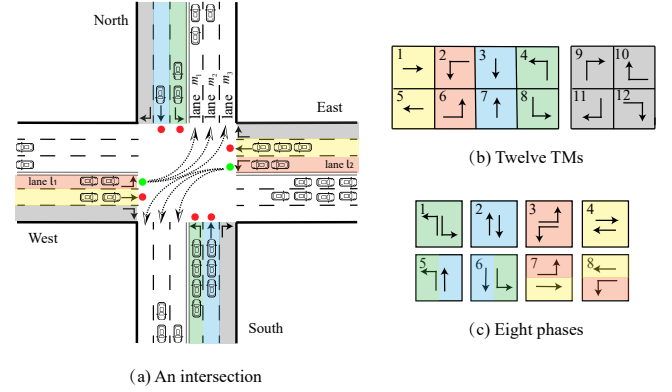 North
lane m1
lane m2
lane m3
East
lane t1
lane t2
West
South
(a) An intersection
1 2 3 4
5 6 7 8
9 10
11 12
(b) Twelve TMs
1 2 3 4
5 6 7 8
(c) Eight phases